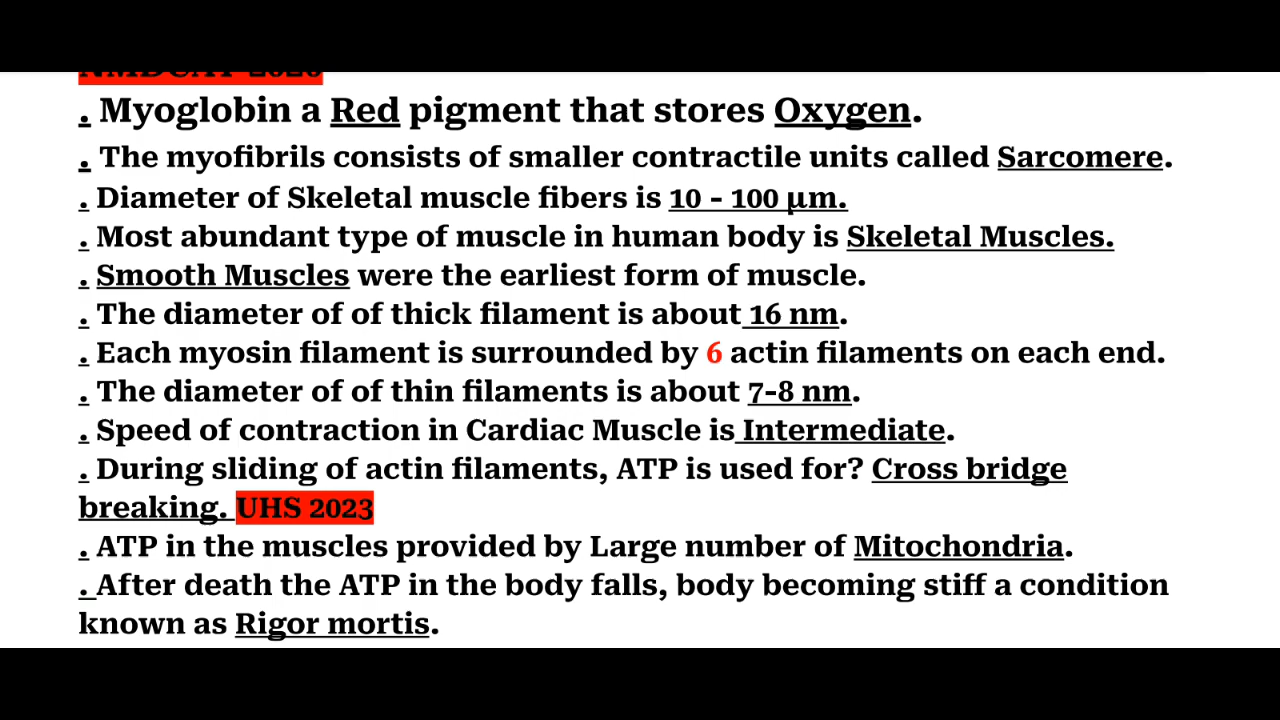 NMDCAT 2020
. Myoglobin a Red pigment that stores Oxygen.
. The myofibrils consists of smaller contractile units called Sarcomere.
. Diameter of Skeletal muscle fibers is 10 - 100 µm.
. Most abundant type of muscle in human body is Skeletal Muscles.
. Smooth Muscles were the earliest form of muscle.
. The diameter of of thick filament is about 16 nm.
. Each myosin filament is surrounded by 6 actin filaments on each end.
. The diameter of of thin filaments is about 7-8 nm.
. Speed of contraction in Cardiac Muscle is Intermediate.
. During sliding of actin filaments, ATP is used for? Cross bridge
breaking. UHS 2023
. ATP in the muscles provided by Large number of Mitochondria.
. After death the ATP in the body falls, body becoming stiff a condition
known as Rigor mortis.